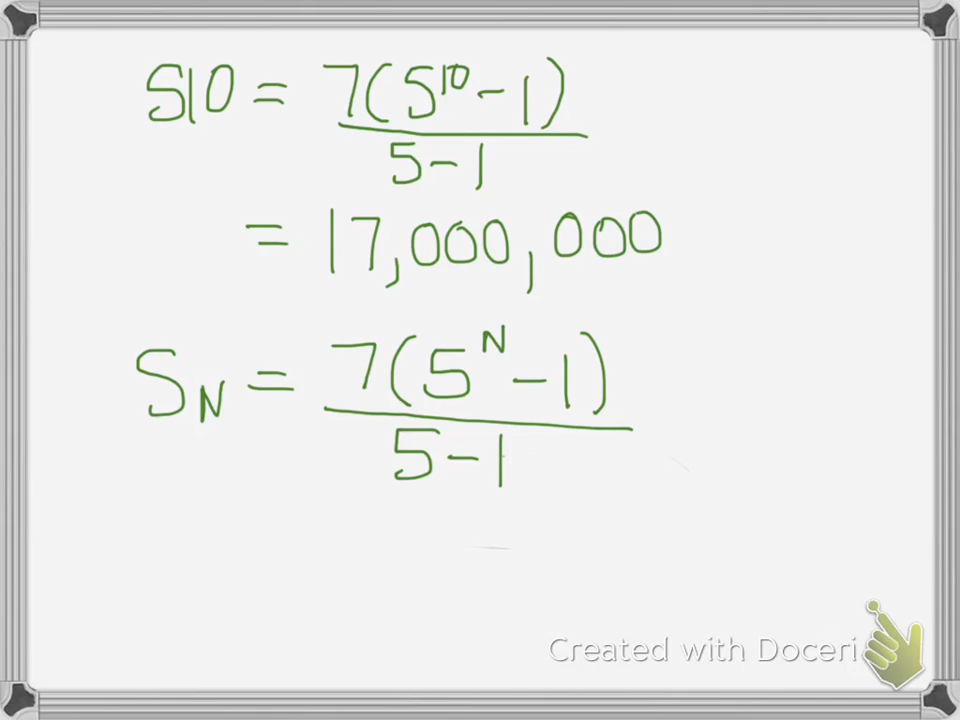 S10 = 7(5^10 - 1)
5 - 1
= 17,000,000
S_N = 7(5^N - 1)
5 - 1
Created with Doceri